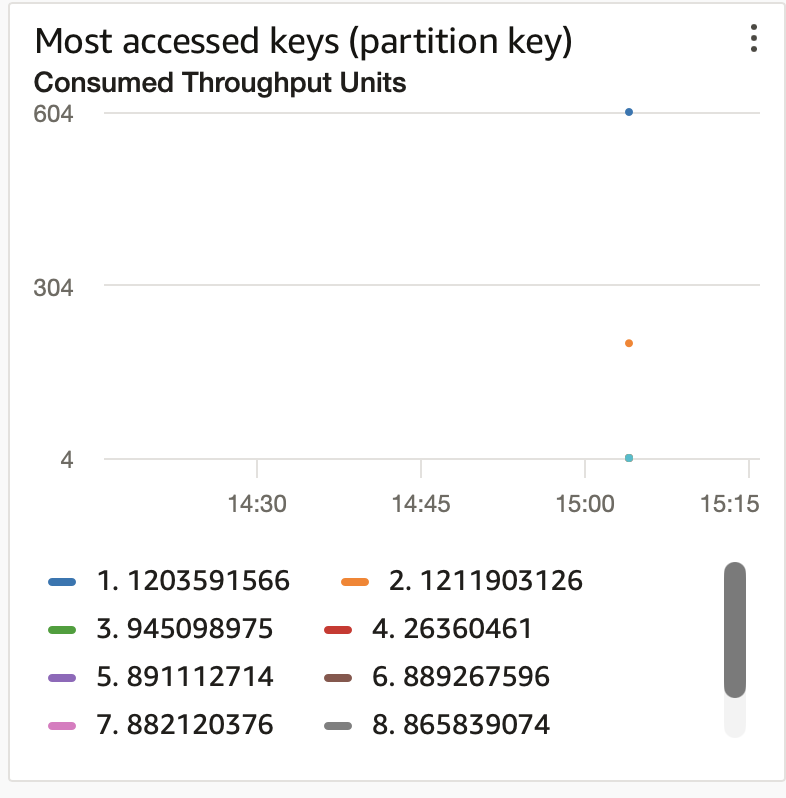 Most accessed keys (partition key)
Consumed Throughput Units
604
304
4
14:30 14:45 15:00 15:15
1. 1203591566 2. 1211903126
3. 945098975 4. 26360461
5. 891112714 6. 889267596
7. 882120376 8. 865839074